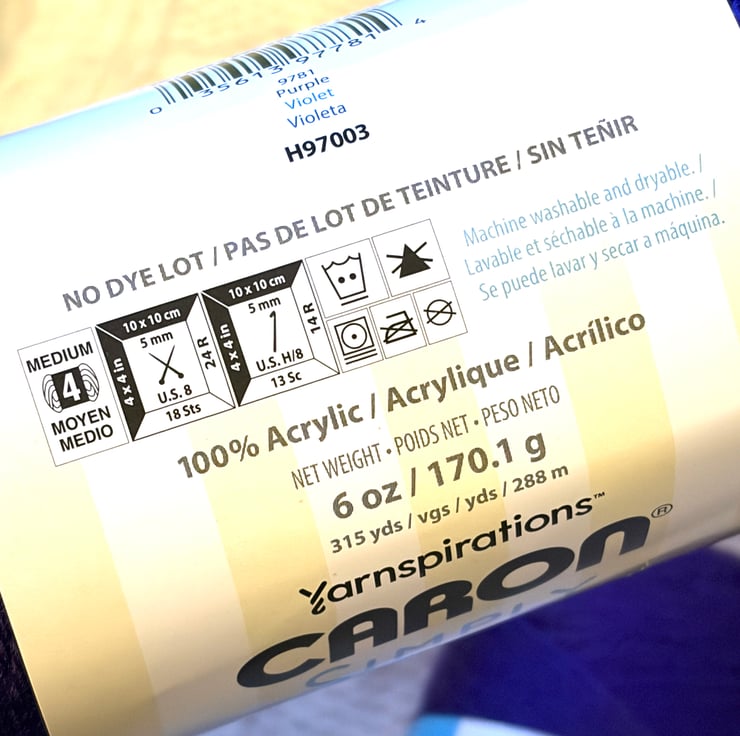 0 35613 97781 4
9781
Purple
Violet
Violeta
H97003
NO DYE LOT / PAS DE LOT DE TEINTURE / SIN TEÑIR
Machine washable and dryable. /
Lavable et séchable à la machine. /
Se puede lavar y secar a máquina.
MEDIUM
4
MOYEN
MEDIO
10 x 10 cm
4 x 4 in
5 mm
24 R
U.S. 8
18 Sts
10 x 10 cm
4 x 4 in
5 mm
14 R
U.S. H/8
13 Sc
100% Acrylic / Acrylique / Acrílico
NET WEIGHT • POIDS NET • PESO NETO
6 oz / 170.1 g
315 yds / vgs / yds / 288 m
Yarnspirations™
CARON®
SIMPLY